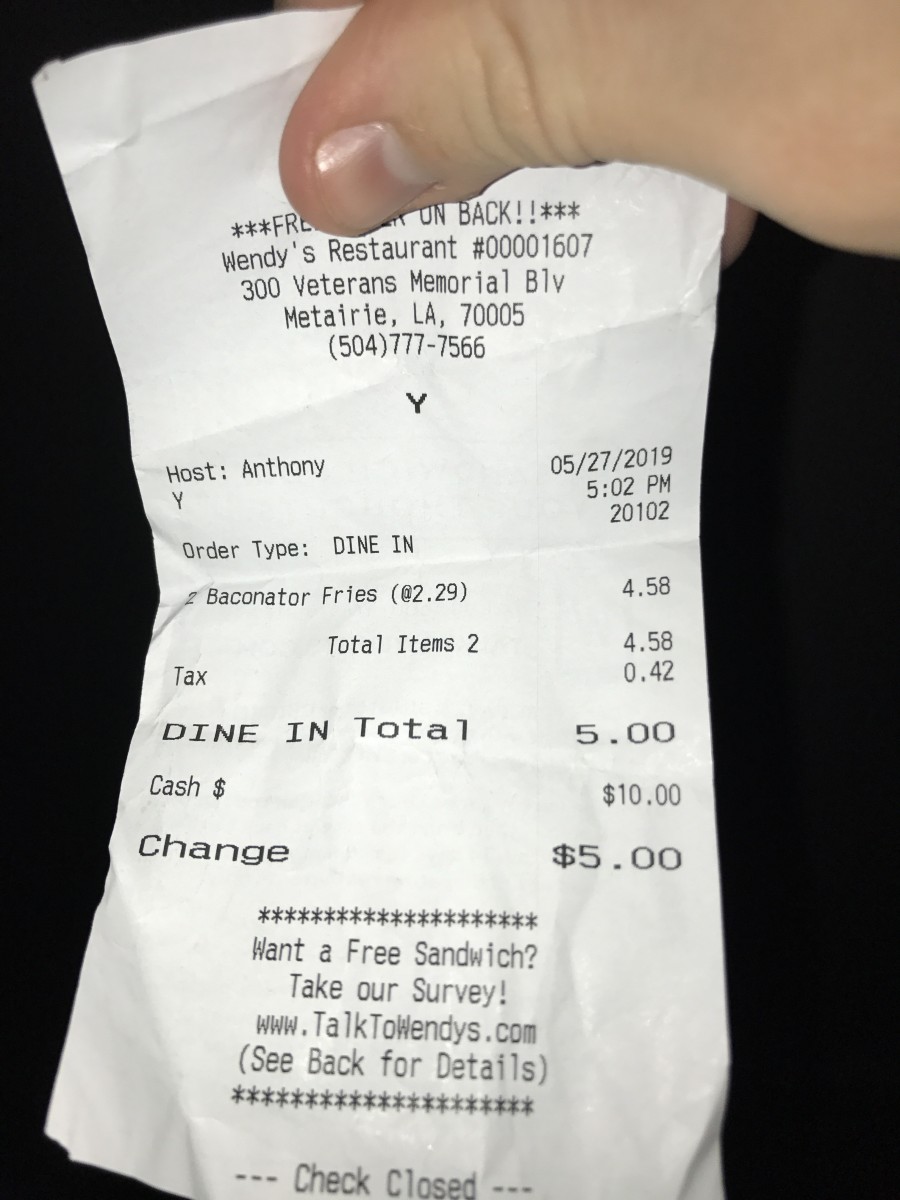 ***FRE ON BACK!!***
Wendy's Restaurant #00001607
300 Veterans Memorial Blv
Metairie, LA, 70005
(504)777-7566
Y
Host: Anthony 05/27/2019
Y 5:02 PM
20102
Order Type: DINE IN
2 Baconator Fries (@2.29) 4.58
Total Items 2 4.58
Tax 0.42
DINE IN Total 5.00
Cash $ $10.00
Change $5.00
*********************
Want a Free Sandwich?
Take our Survey!
www.TalkToWendys.com
(See Back for Details)
*********************
--- Check Closed ---